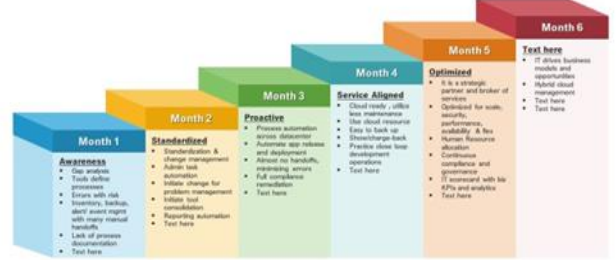 Month 1
Awareness
Gap analysis
Tools define
processes
Errors with risk
Inventory, backup,
alert/ event mgmt
with many manual
handoffs
Lack of process
documentation
Text here
Month 2
Standardized
Standardization &
change management
Admin task
automation
Initiate change for
problem management
Initiate tool
consolidation
Reporting automation
Text here
Month 3
Proactive
Process automation
across datacenter
Automate app release
and deployment
Almost no handoffs,
minimizing errors
Full compliance
remediation
Text here
Month 4
Service Aligned
Cloud ready , utilize
less maintenance
Use cloud resource
Easy to back up
Show/charge-back
Practice close loop
development
operations
Text here
Month 5
Optimized
It is a strategic
partner and broker of
services
Optimized for scale,
security,
performance,
availability & flex
Human Resource
allocation
Continuous
compliance and
governance
IT scorecard with biz
KPIs and analytics
Text here
Month 6
Text here
IT drives business
models and
opportunities
Hybrid cloud
management
Text here
Text here